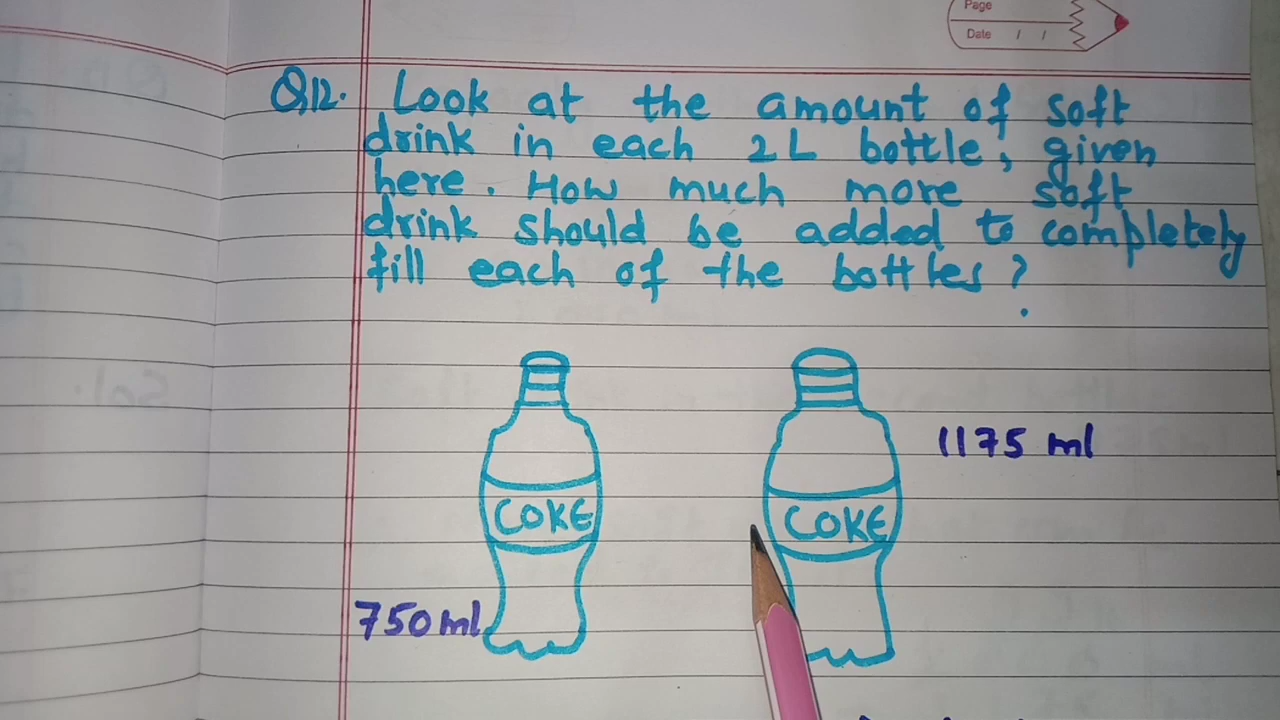 Page
Date / /
Q12. Look at the amount of soft
drink in each 2L bottle, given
here. How much more soft
drink should be added to completely
fill each of the bottles?
1175 ml
COKE
COKE
750 ml